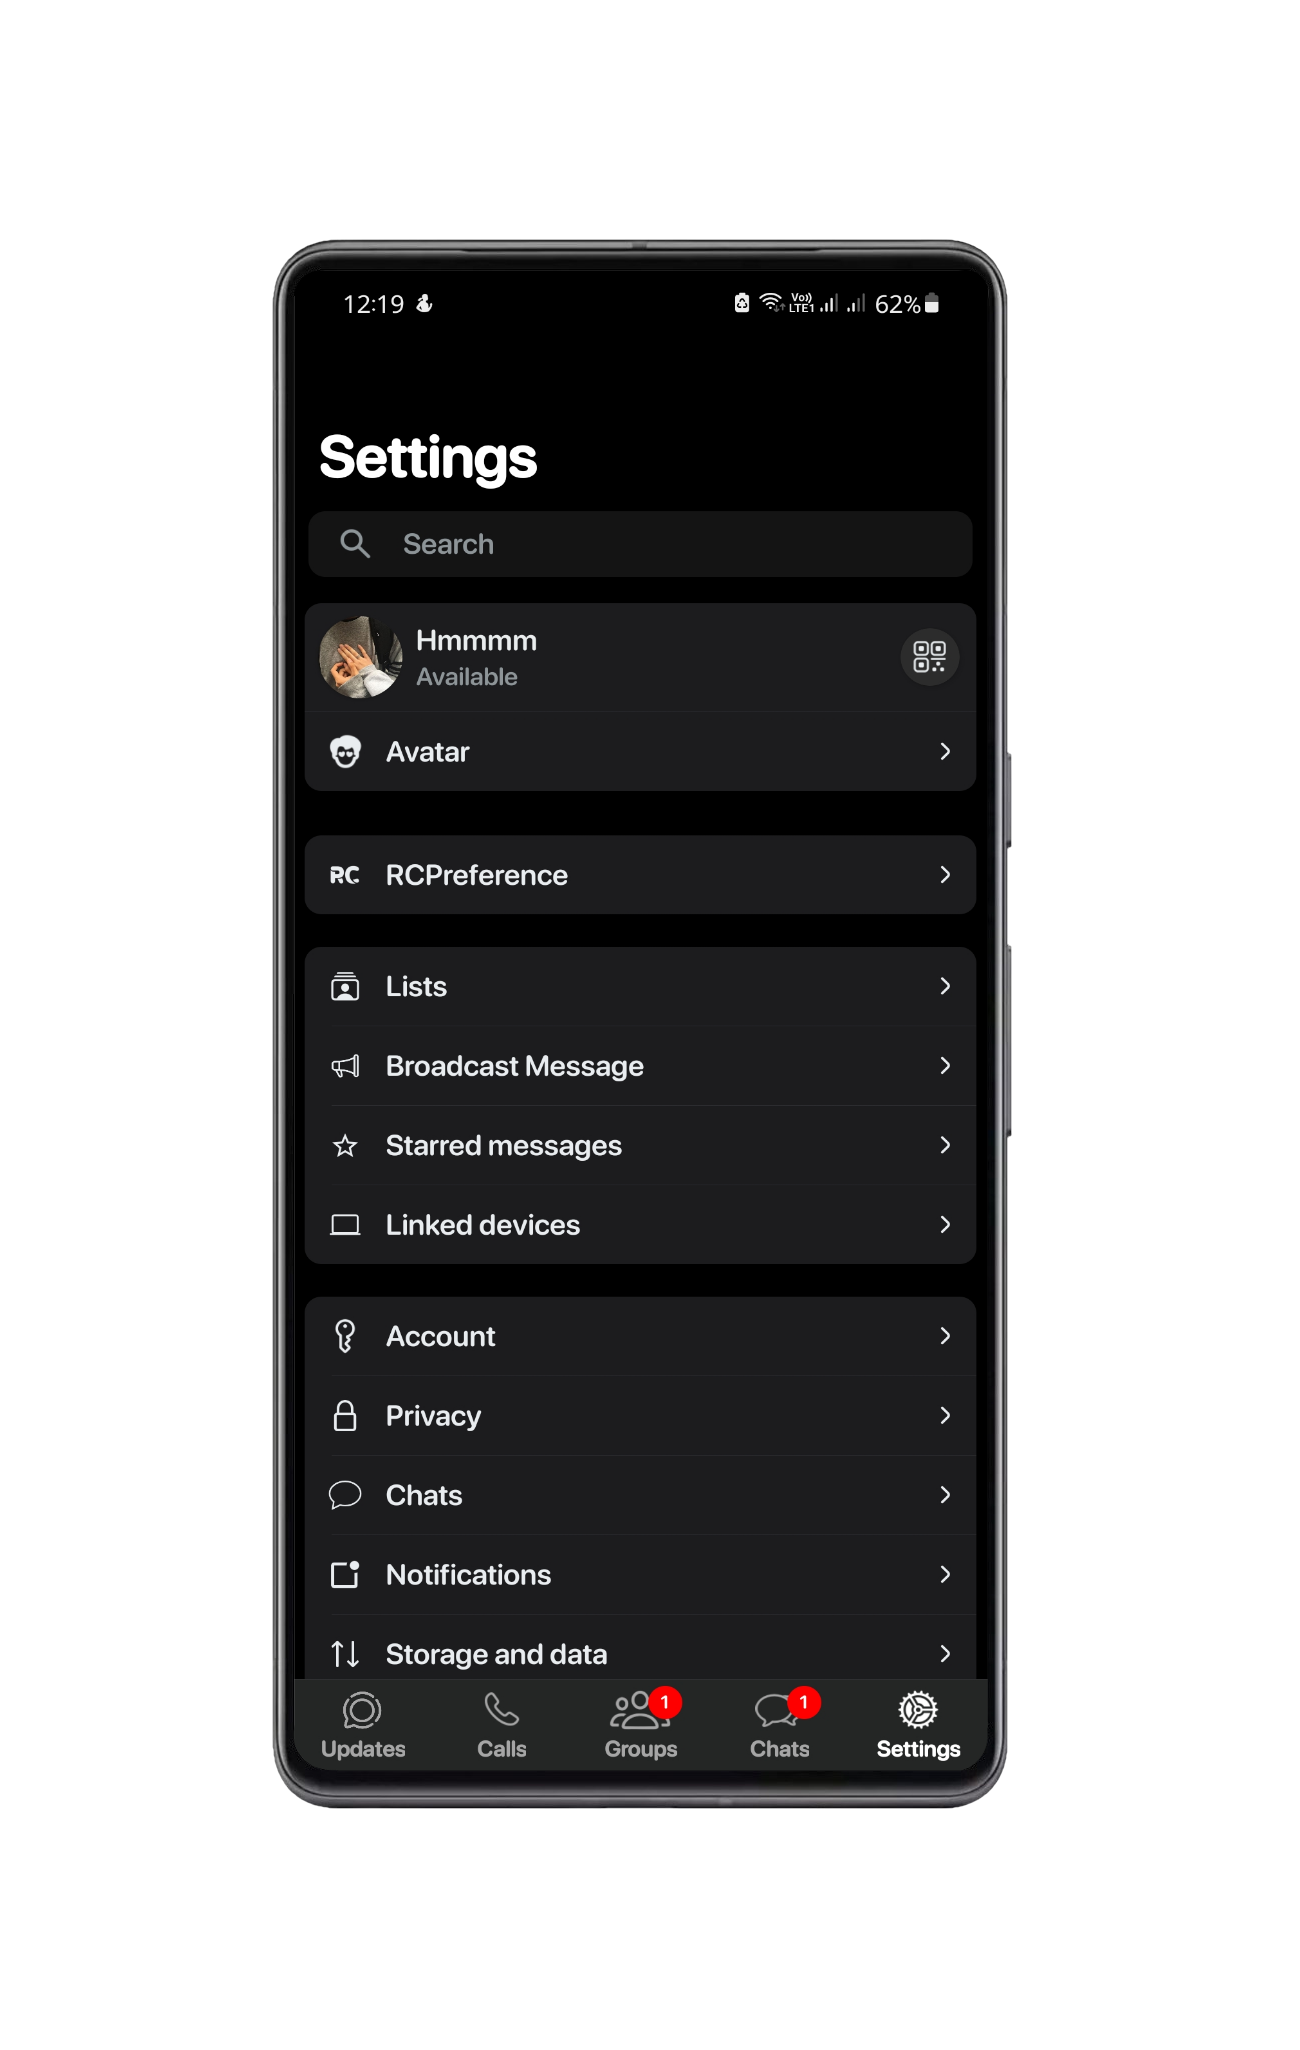 12:19 Vo)) LTE1 62%
Settings
Search
Hmmmm
Available
Avatar
RC RCPreference
Lists
Broadcast Message
Starred messages
Linked devices
Account
Privacy
Chats
Notifications
Storage and data
1 1
Updates Calls Groups Chats Settings